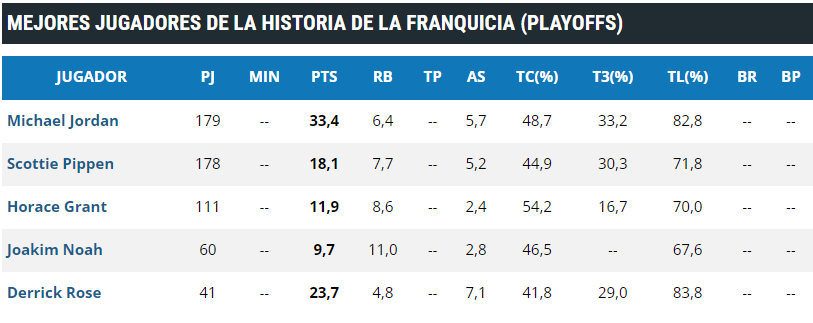 MEJORES JUGADORES DE LA HISTORIA DE LA FRANQUICIA (PLAYOFFS)
JUGADOR PJ MIN PTS RB TP AS TC(%) T3(%) TL(%) BR BP
Michael Jordan 179 -- 33,4 6,4 -- 5,7 48,7 33,2 82,8 -- --
Scottie Pippen 178 -- 18,1 7,7 -- 5,2 44,9 30,3 71,8 -- --
Horace Grant 111 -- 11,9 8,6 -- 2,4 54,2 16,7 70,0 -- --
Joakim Noah 60 -- 9,7 11,0 -- 2,8 46,5 -- 67,6 -- --
Derrick Rose 41 -- 23,7 4,8 -- 7,1 41,8 29,0 83,8 -- --